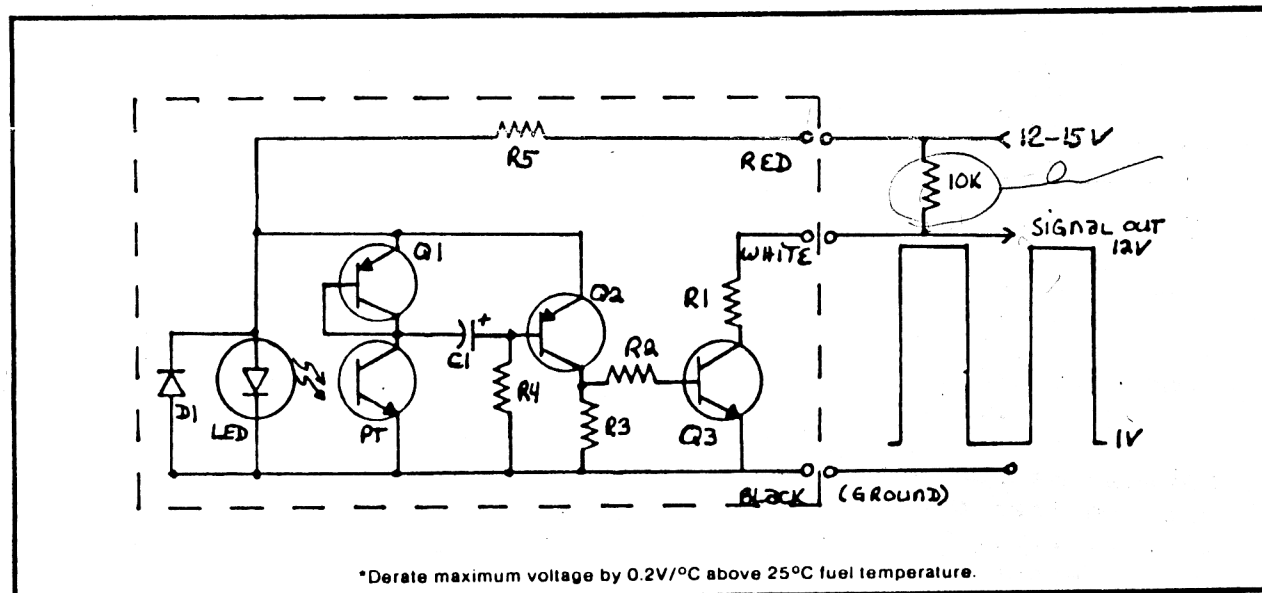 R5
RED
12-15V
10K
SIGNAL OUT
12V
WHITE
Q1
Q2
R1
C1
+
R2
R4
R3
Q3
D1
LED
PT
1V
BLACK
(GROUND)
*Derate maximum voltage by 0.2V/°C above 25°C fuel temperature.